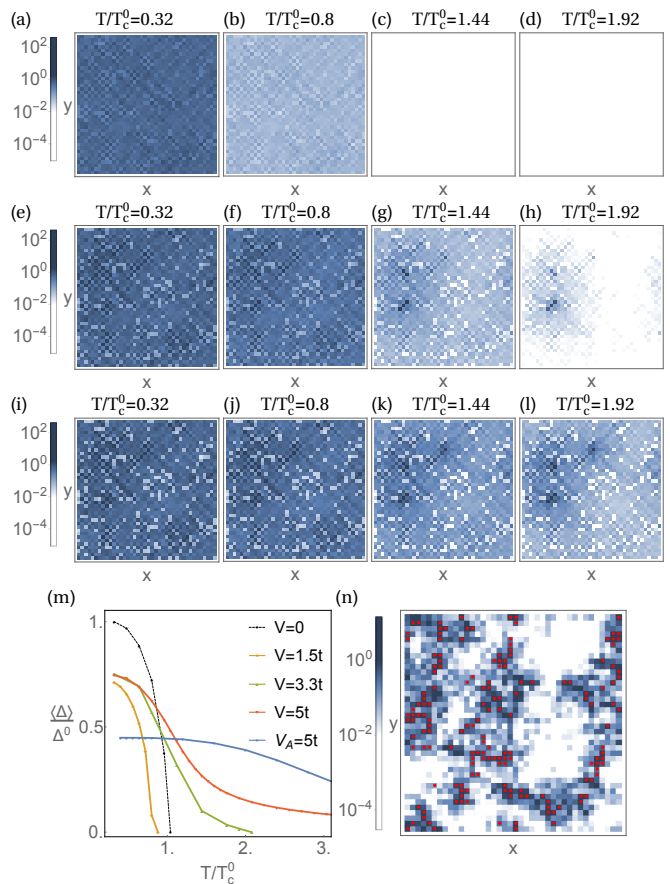 (a) T/T_c^0=0.32 (b) T/T_c^0=0.8 (c) T/T_c^0=1.44 (d) T/T_c^0=1.92
10^2
10^0
y
10^-2
10^-4
x x x x
(e) T/T_c^0=0.32 (f) T/T_c^0=0.8 (g) T/T_c^0=1.44 (h) T/T_c^0=1.92
10^0
10^-2
y
10^-4
x x x x
(i) T/T_c^0=0.32 (j) T/T_c^0=0.8 (k) T/T_c^0=1.44 (l) T/T_c^0=1.92
10^2
10^0
y
10^-2
10^-4
x x x x
(m)
1.
0.5
0.
⟨Δ⟩
Δ^0
V=0
V=1.5t
V=3.3t
V=5t
V_A=5t
1. 2. 3.
T/T_c^0
(n)
10^0
10^-2
10^-4
y
x